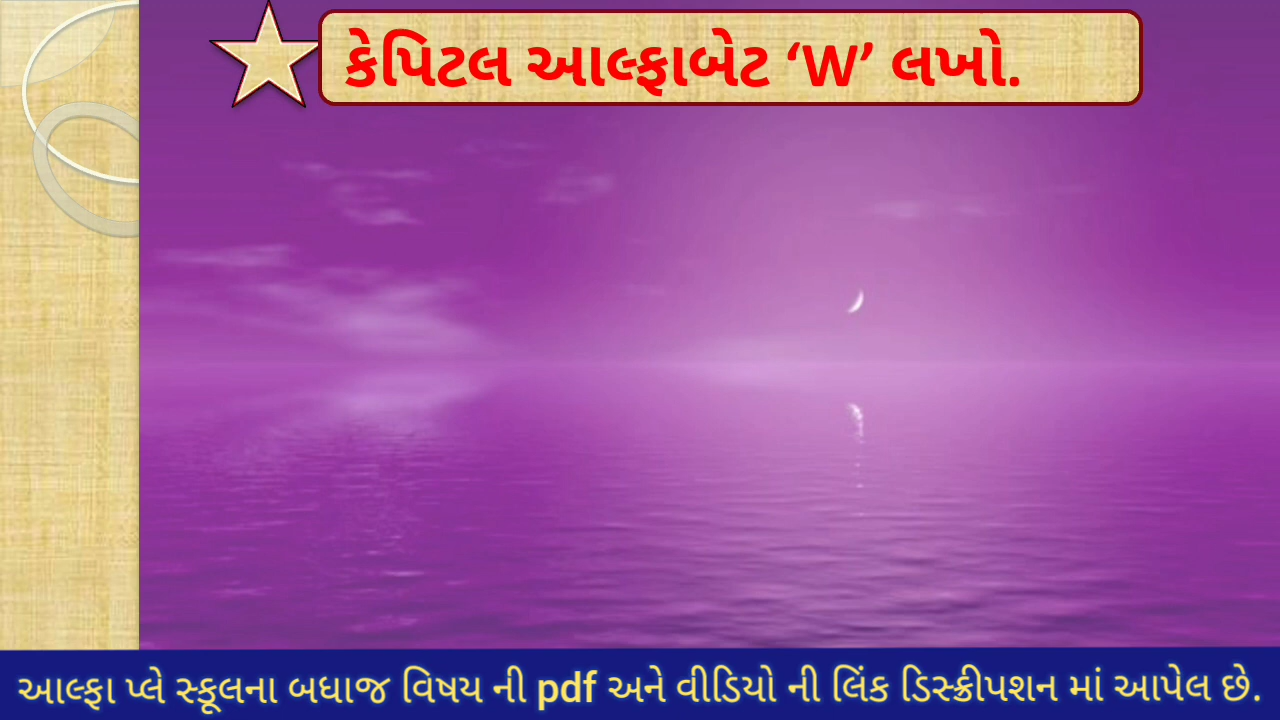 કેપિટલ આલ્ફાબેટ ‘W’ લખો.
આલ્ફા પ્લે સ્કૂલના બધાજ વિષય ની pdf અને વીડિયો ની લિંક ડિસ્ક્રીપશન માં આપેલ છે.